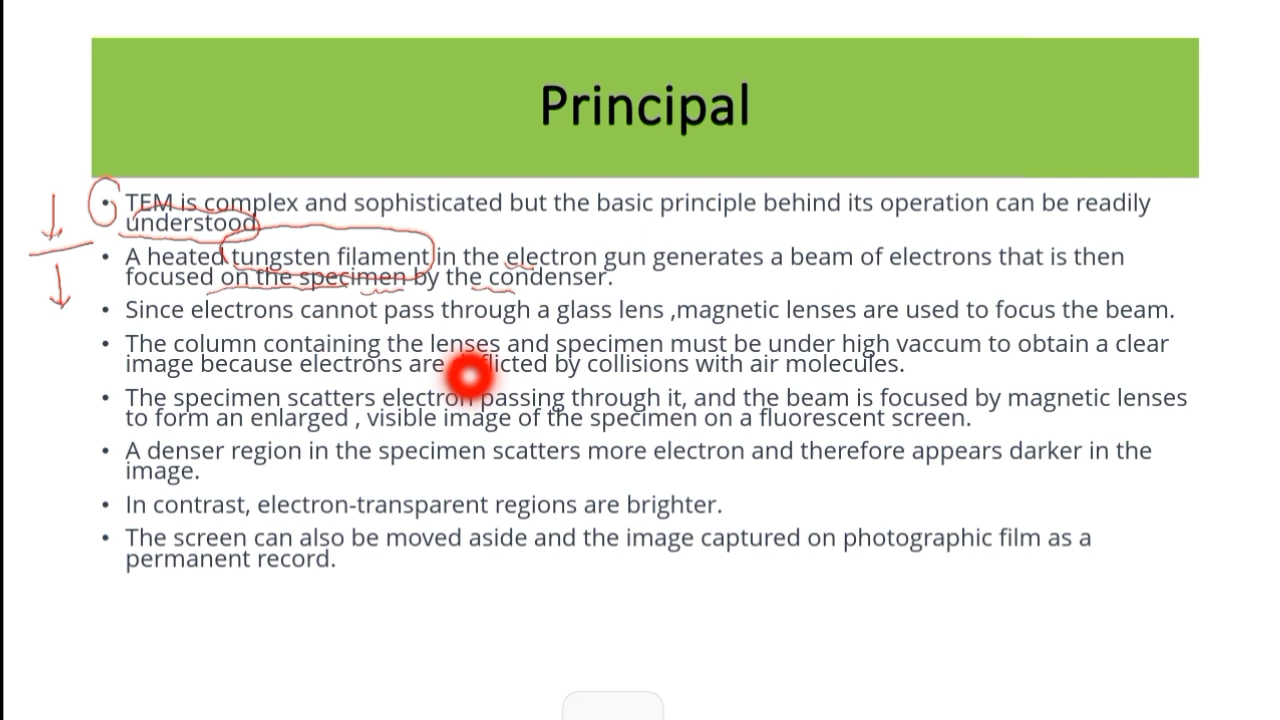 Principal
• TEM is complex and sophisticated but the basic principle behind its operation can be readily
understood
• A heated tungsten filament in the electron gun generates a beam of electrons that is then
focused on the specimen by the condenser.
• Since electrons cannot pass through a glass lens ,magnetic lenses are used to focus the beam.
• The column containing the lenses and specimen must be under high vaccum to obtain a clear
image because electrons are by collisions with air molecules.
• The specimen scatters electron passing through it, and the beam is focused by magnetic lenses
to form an enlarged , visible image of the specimen on a fluorescent screen.
• A denser region in the specimen scatters more electron and therefore appears darker in the
image.
• In contrast, electron-transparent regions are brighter.
• The screen can also be moved aside and the image captured on photographic film as a
permanent record.